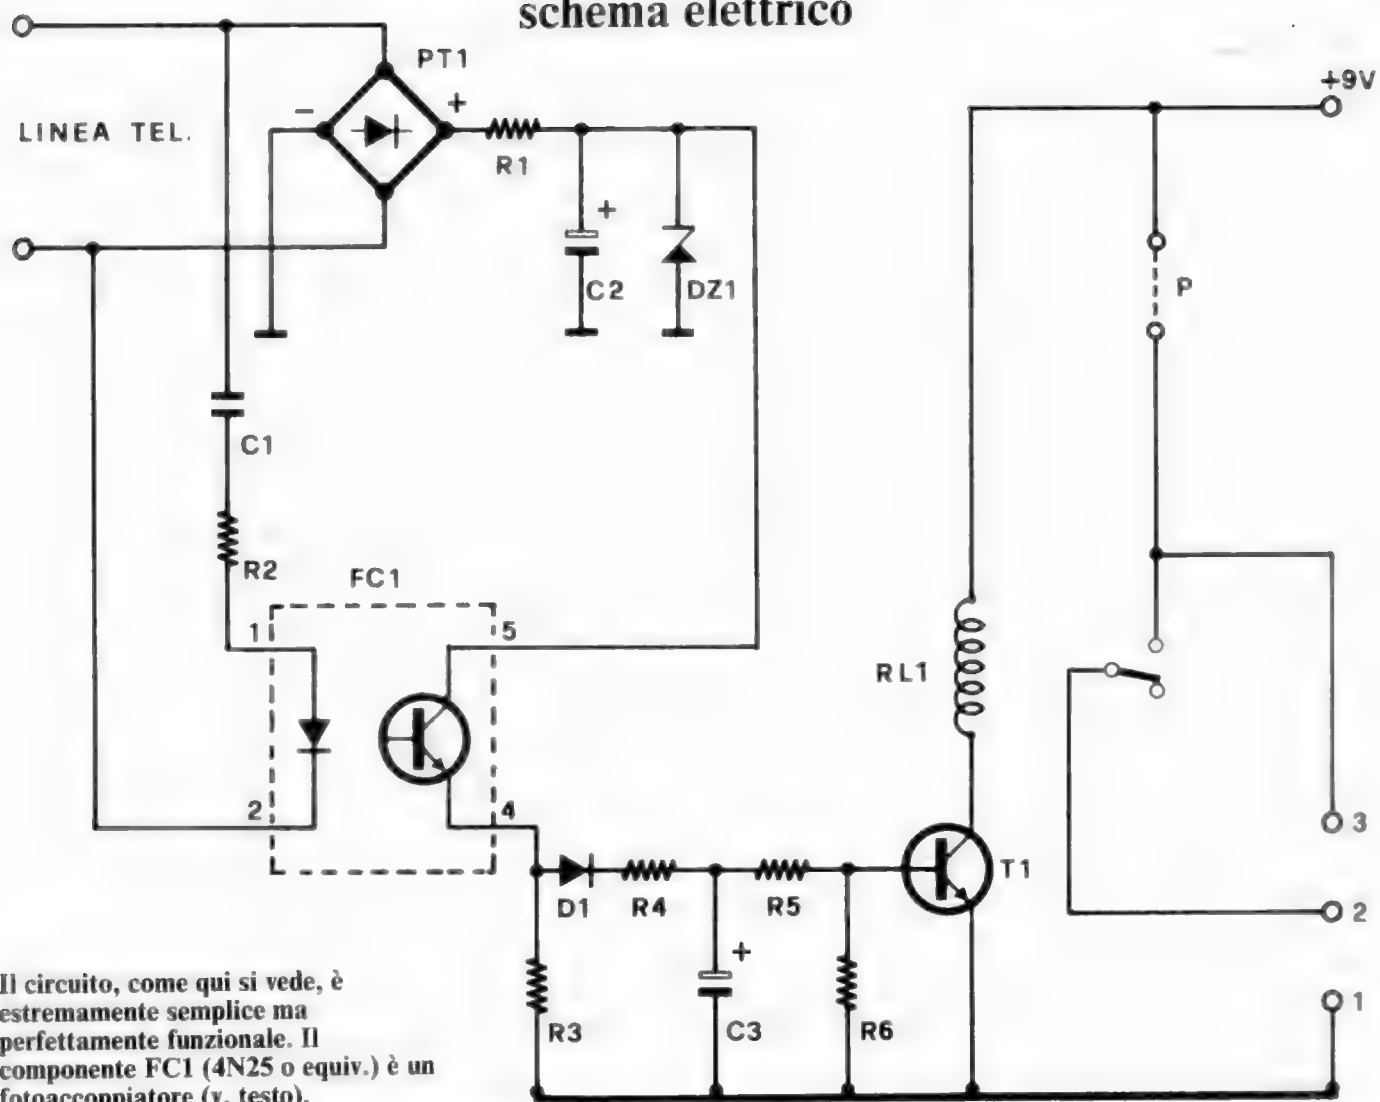 schema elettrico
PT1
-
+
+9V
LINEA TEL.
R1
+
C2
DZ1
P
C1
R2
FC1
1
5
RL1
2
4
3
D1
R4
R5
T1
2
+
1
R3
C3
R6
Il circuito, come qui si vede, è
estremamente semplice ma
perfettamente funzionale. Il
componente FC1 (4N25 o equiv.) è un
fotoaccoppiatore (v. testo).